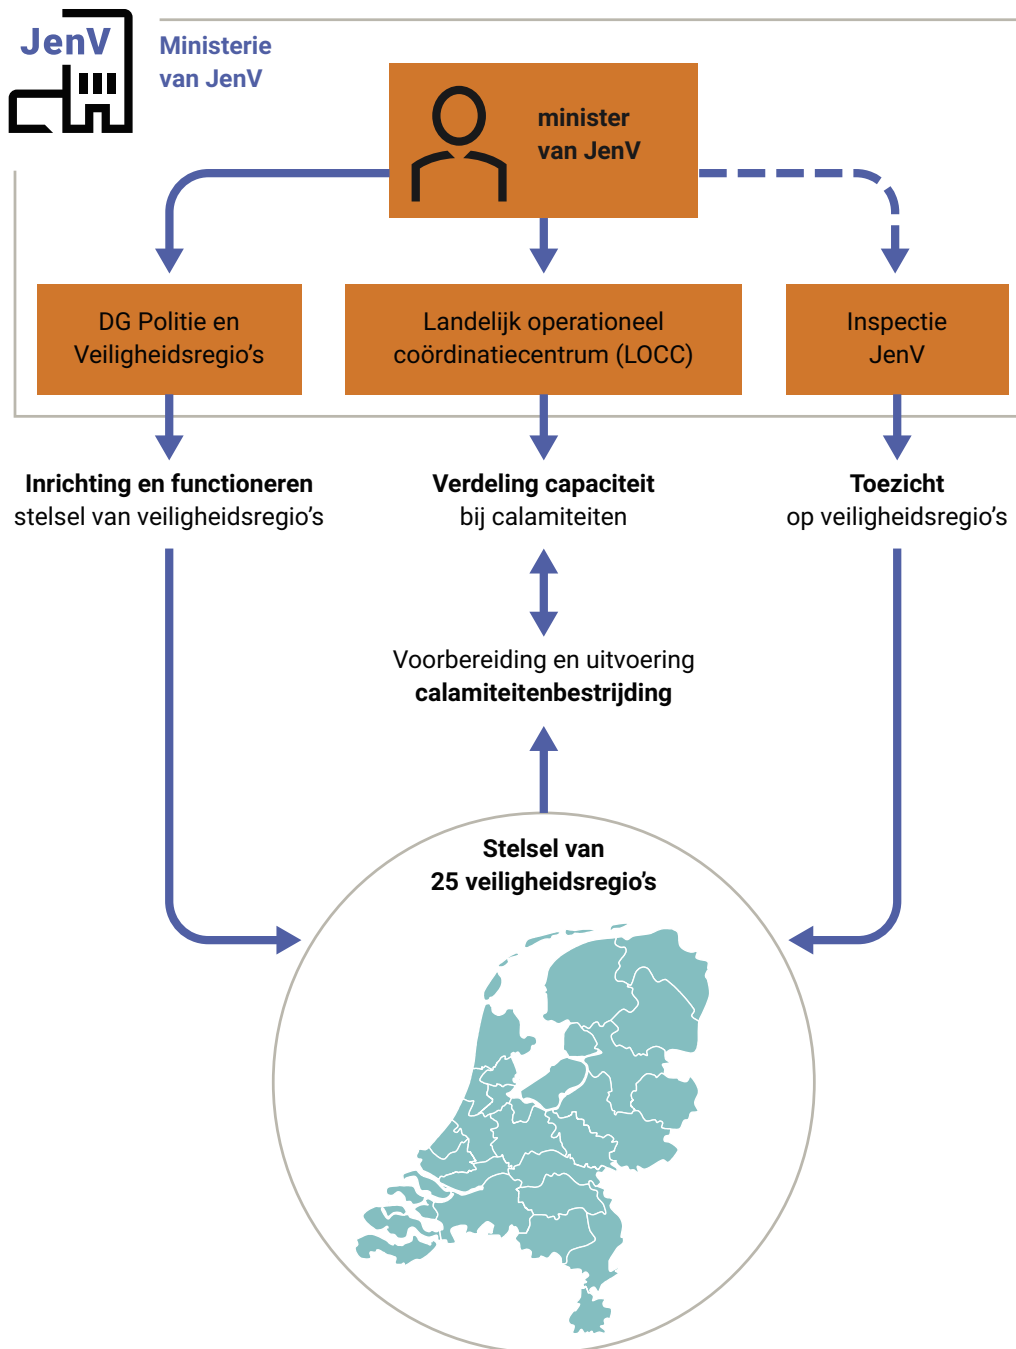 JenV
Ministerie
van JenV
minister
van JenV
DG Politie en
Veiligheidsregio’s
Landelijk operationeel
coördinatiecentrum (LOCC)
Inspectie
JenV
Inrichting en functioneren
stelsel van veiligheidsregio’s
Verdeling capaciteit
bij calamiteiten
Toezicht
op veiligheidsregio’s
Voorbereiding en uitvoering
calamiteitenbestrijding
Stelsel van
25 veiligheidsregio’s